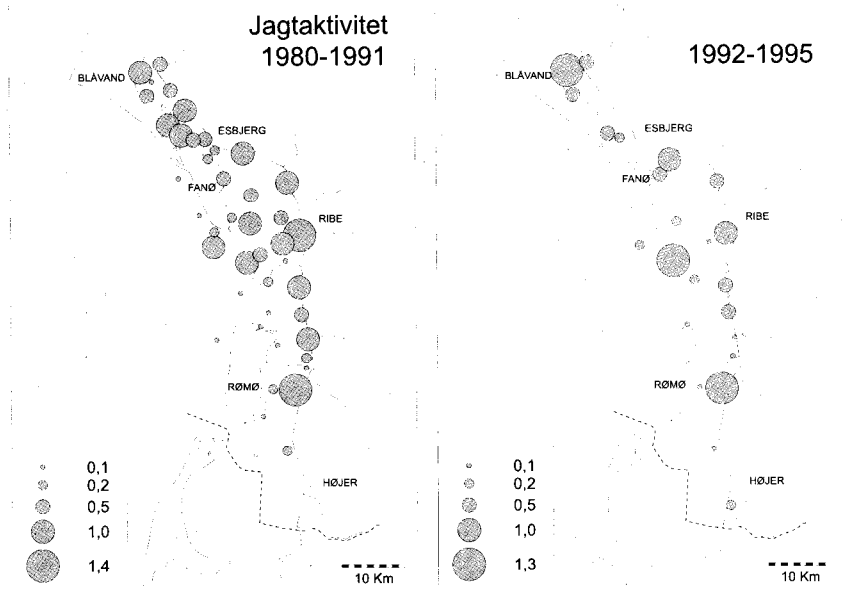 Jagtaktivitet
1980-1991
BLÅVAND
ESBJERG
FANØ
RIBE
RØMØ
HØJER
0,1
0,2
0,5
1,0
1,4
10 Km
1992-1995
BLÅVAND
ESBJERG
FANØ
RIBE
RØMØ
HØJER
0,1
0,2
0,5
1,0
1,3
10 Km